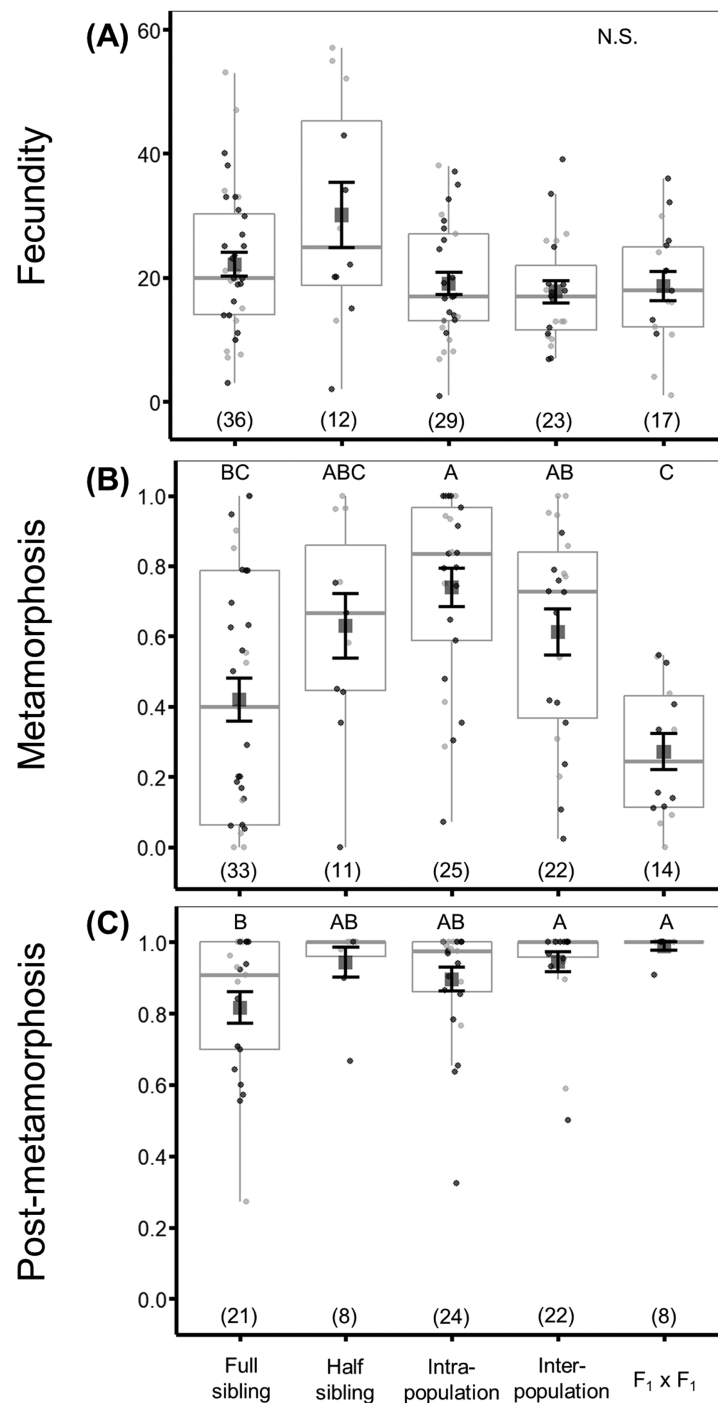 (A)
N.S.
Fecundity
60
40
20
0
(36) (12) (29) (23) (17)
(B)
BC ABC A AB C
Metamorphosis
1.0
0.8
0.6
0.4
0.2
0.0
(33) (11) (25) (22) (14)
(C)
B AB AB A A
Post-metamorphosis
1.0
0.8
0.6
0.4
0.2
0.0
(21) (8) (24) (22) (8)
Full Half Intra- Inter- F₁ x F₁
sibling sibling population population